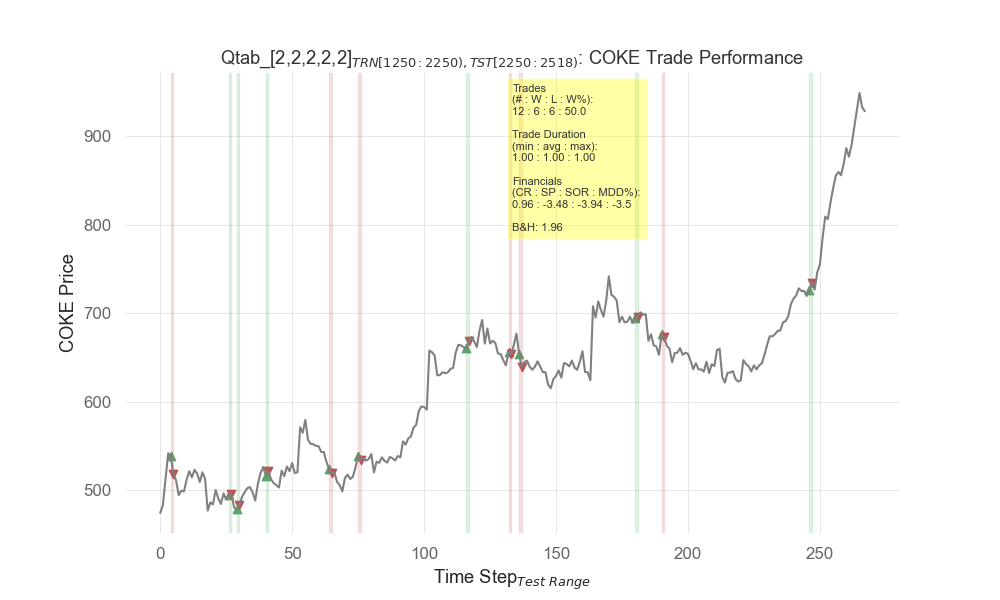 Qtab_[2,2,2,2,2]TRN[1250:2250),TST[2250:2518): COKE Trade Performance
Trades
(# : W : L : W%):
12 : 6 : 6 : 50.0
Trade Duration
(min : avg : max):
1.00 : 1.00 : 1.00
Financials
(CR : SP : SOR : MDD%):
0.96 : -3.48 : -3.94 : -3.5
B&H: 1.96
COKE Price
900
800
700
600
500
0 50 100 150 200 250
Time Step Test Range